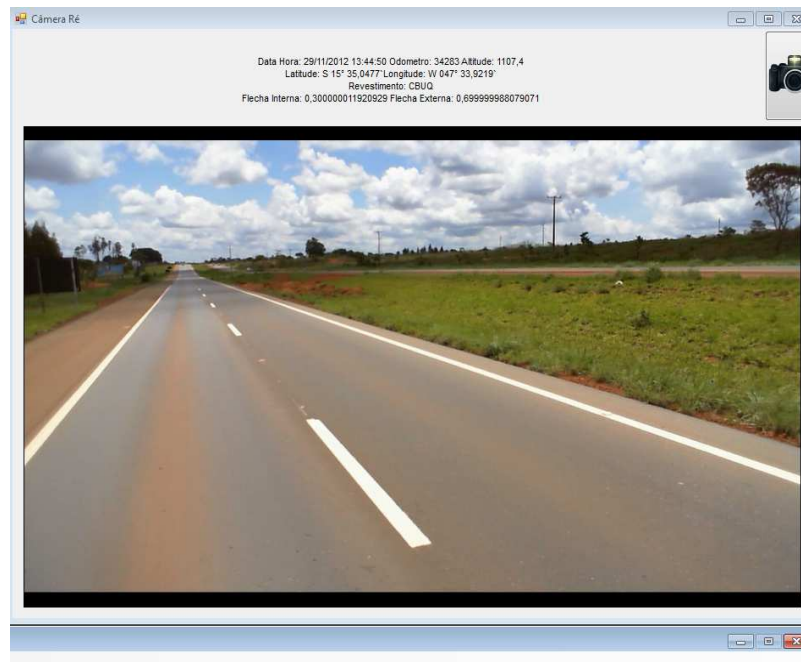 Câmera Ré
Data Hora: 29/11/2012 13:44:50 Odometro: 34283 Altitude: 1107,4
Latitude: S 15° 35,0477`Longitude: W 047° 33,9219`
Revestimento: CBUQ
Flecha Interna: 0,300000011920929 Flecha Externa: 0,699999988079071